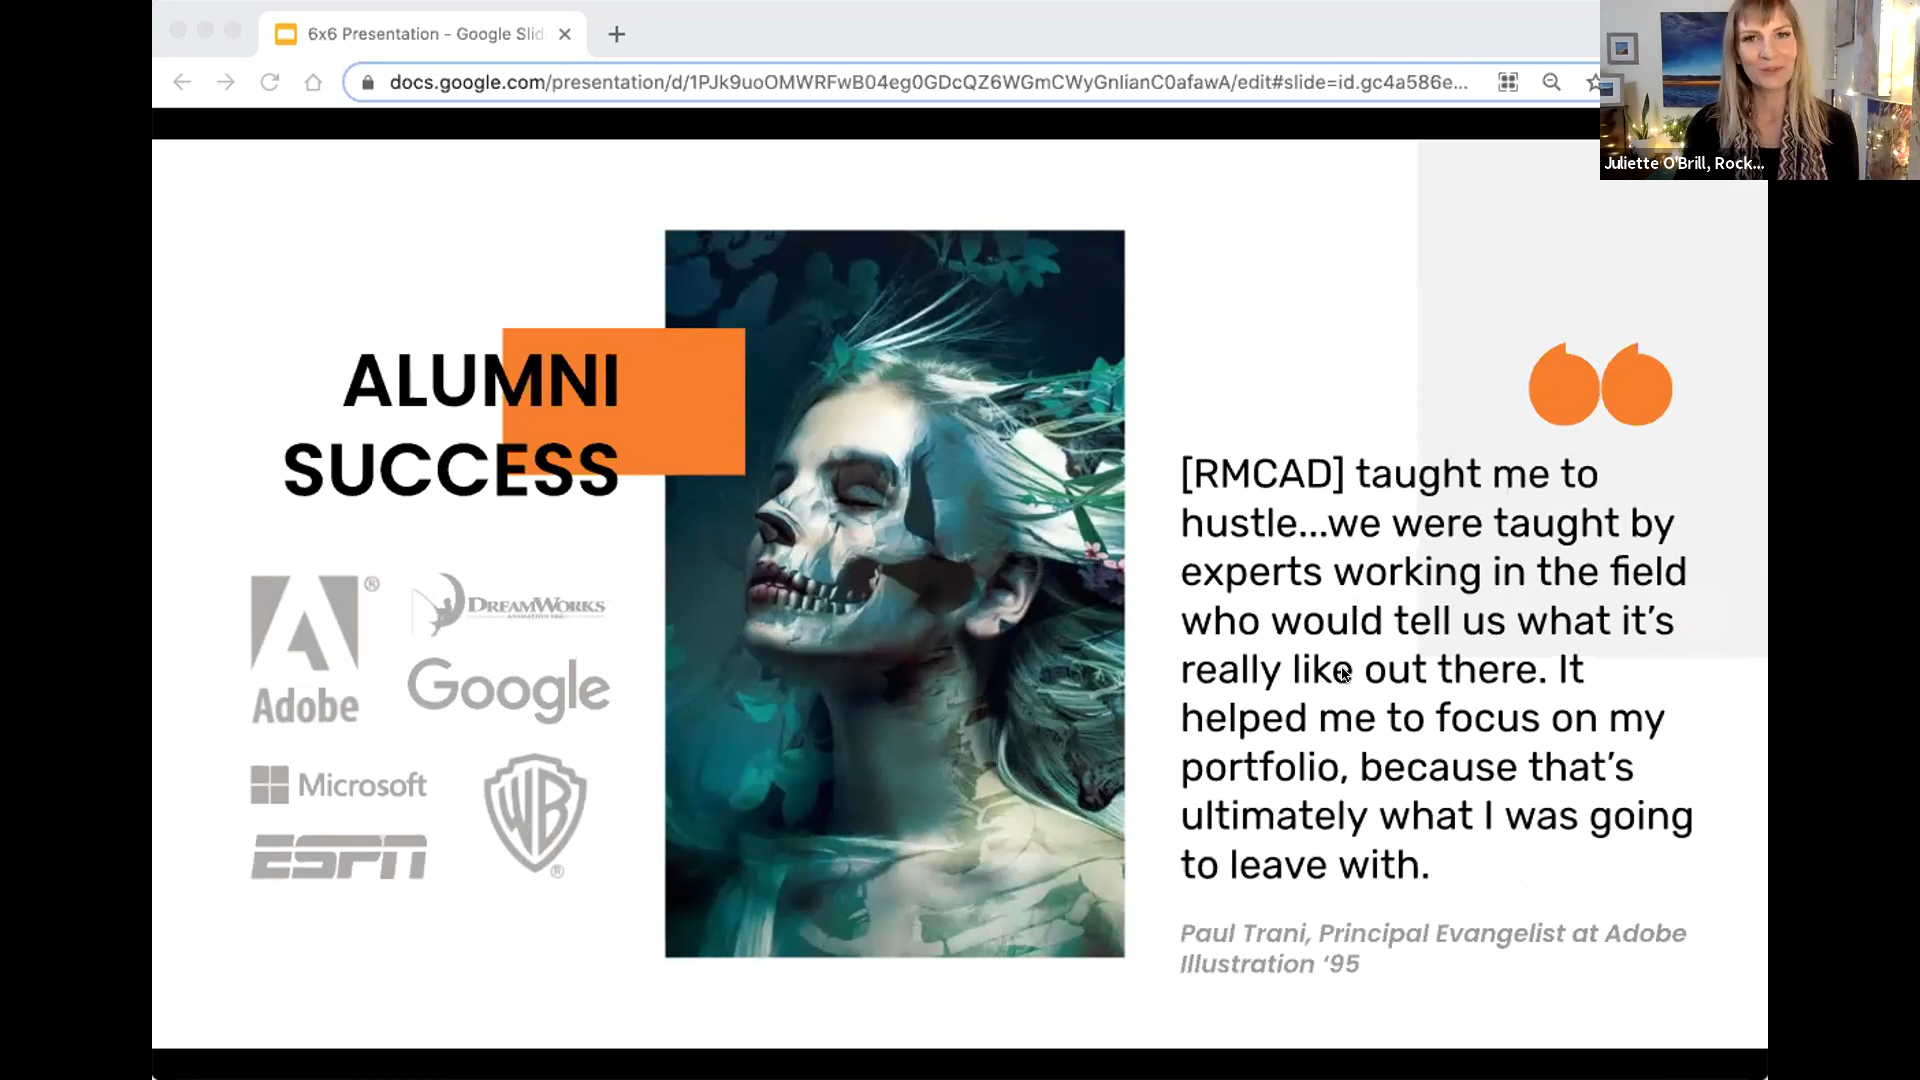 6x6 Presentation - Google Slid
docs.google.com/presentation/d/1PJk9uoOMWRFwB04eg0GDcQZ6WGmCWyGnIianC0afawA/edit#slide=id.gc4a586e...
Juliette O'Brill, Rock...
ALUMNI
SUCCESS
Adobe
®
DREAMWORKS
ANIMATION SKG
Google
Microsoft
WB
®
ESPN
[RMCAD] taught me to
hustle...we were taught by
experts working in the field
who would tell us what it's
really like out there. It
helped me to focus on my
portfolio, because that's
ultimately what I was going
to leave with.
Paul Trani, Principal Evangelist at Adobe
Illustration ‘95